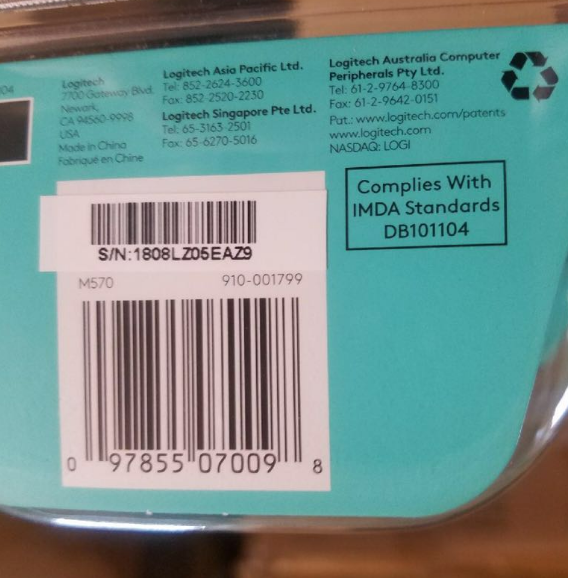 04
Logitech
7700 Gateway Blvd.
Newark,
CA 94560-9998
USA
Made in China
Fabriqué en Chine
Logitech Asia Pacific Ltd.
Tel: 852-2624-3600
Fax: 852-2520-2230
Logitech Singapore Pte Ltd.
Tel: 65-3163-2501
Fax: 65-6270-5016
Logitech Australia Computer
Peripherals Pty Ltd.
Tel: 61-2-9764-8300
Fax: 61-2-9642-0151
Pat.: www.logitech.com/patents
www.logitech.com
NASDAQ: LOGI
Complies With
IMDA Standards
DB101104
S/N:1808LZ05EAZ9
M570 910-001799
0 97855 07009 8